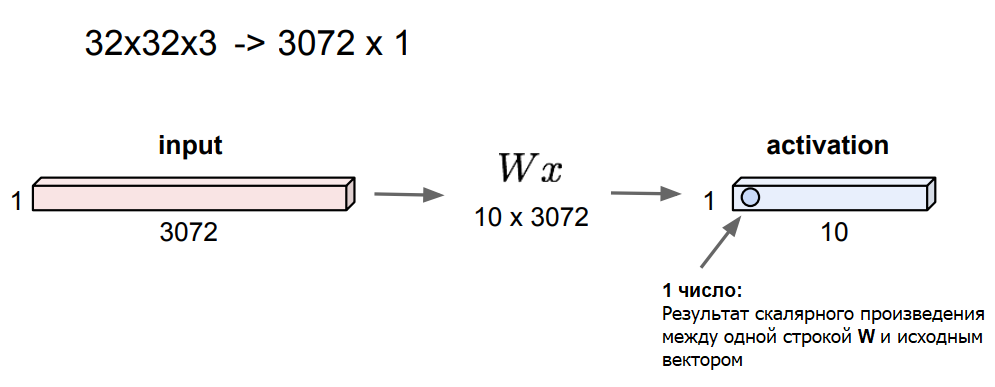 32x32x3 -> 3072 x 1
input
activation
1
3072
Wx
10 x 3072
1
10
1 число:
Результат скалярного произведения
между одной строкой W и исходным
вектором